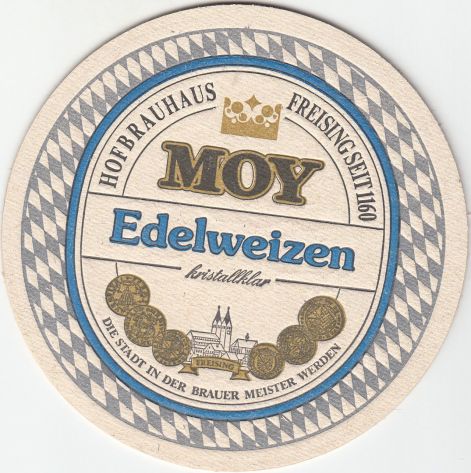 HOFBRAUHAUS FREISING SEIT 1160
MOY
Edelweizen
kristallklar
FREISING
DIE STADT IN DER BRAUER MEISTER WERDEN